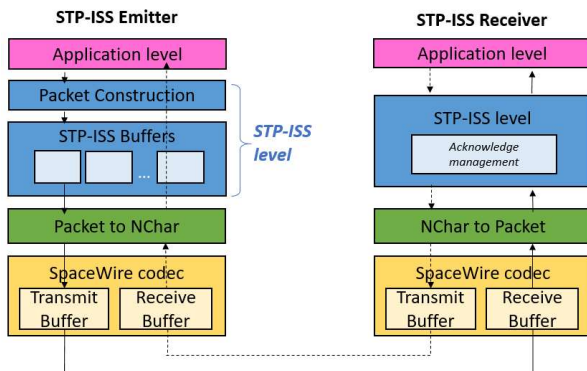 STP-ISS Emitter
Application level
Packet Construction
STP-ISS Buffers
...
STP-ISS
level
Packet to NChar
SpaceWire codec
Transmit
Buffer
Receive
Buffer
STP-ISS Receiver
Application level
STP-ISS level
Acknowledge
management
NChar to Packet
SpaceWire codec
Transmit
Buffer
Receive
Buffer